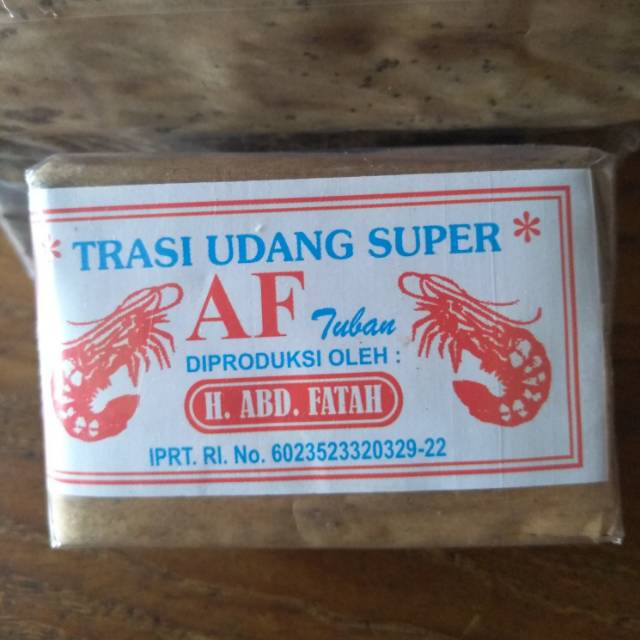 * TRASI UDANG SUPER *
AF Tuban
DIPRODUKSI OLEH :
H. ABD. FATAH
IPRT. RI. No. 6023523320329-22